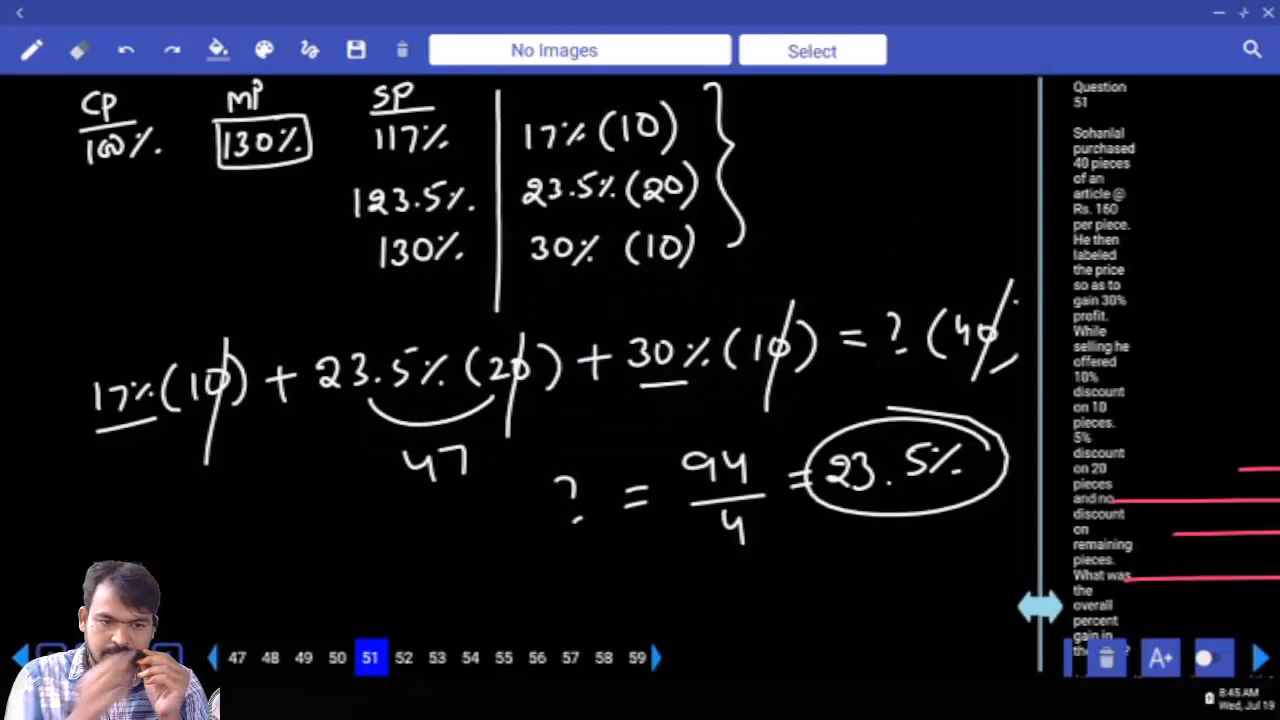 No Images
Select
CP
MP
SP
100%.
130%.
117%
17% (10)
123.5%.
23.5% (20)
130%.
30% (10)
17% (10) + 23.5% (20) + 30% (10) = ? (40)
47
? = 94/4 = 23.5%
Question
51
Sohanlal
purchased
40 pieces
of an
article @
Rs. 160
per piece.
He then
labeled
the price
so as to
gain 30%
profit.
While
selling he
offered
10%
discount
on 10
pieces.
5%
discount
on 20
pieces
and no
discount
on
remaining
pieces.
What was
the
overall
percent
gain in
47 48 49 50 51 52 53 54 55 56 57 58 59
A+
8:45AM
Wed, Jul 19